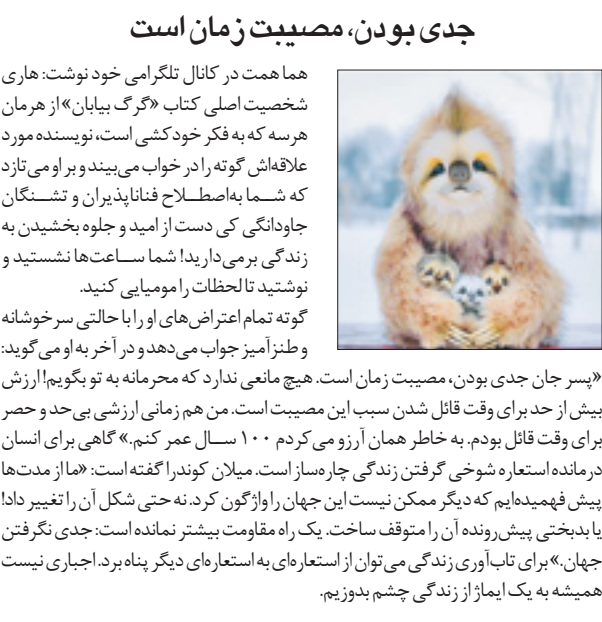 جدی بودن، مصیبت زمان است
هما همت در کانال تلگرامی خود نوشت: هاری
شخصیت اصلی کتاب «گرگ بیابان» از هرمان
هرسه که به فکر خودکشی است، نویسنده مورد
علاقه‌اش گوته را در خواب می‌بیند و بر او می‌تازد
که شما به‌اصطلاح فناناپذیران و تشنگان
جاودانگی کی دست از امید و جلوه بخشیدن به
زندگی برمی‌دارید! شما ساعت‌ها نشستید و
نوشتید تا لحظات را مومیایی کنید.
گوته تمام اعتراض‌های او را با حالتی سرخوشانه
و طنزآمیز جواب می‌دهد و در آخر به او می‌گوید:
«پسر جان جدی بودن، مصیبت زمان است. هیچ مانعی ندارد که محرمانه به تو بگویم! ارزش
بیش از حد برای وقت قائل شدن سبب این مصیبت است. من هم زمانی ارزشی بی‌حد و حصر
برای وقت قائل بودم. به خاطر همان آرزو می‌کردم ۱۰۰ سال عمر کنم.» گاهی برای انسان
درمانده استعاره شوخی گرفتن زندگی چاره‌ساز است. میلان کوندرا گفته است: «ما از مدت‌ها
پیش فهمیده‌ایم که دیگر ممکن نیست این جهان را واژگون کرد. نه حتی شکل آن را تغییر داد!
یا بدبختی پیش‌رونده آن را متوقف ساخت. یک راه مقاومت بیشتر نمانده است: جدی نگرفتن
جهان.» برای تاب‌آوری زندگی می‌توان از استعاره‌ای به استعاره‌ای دیگر پناه برد. اجباری نیست
همیشه به یک ایماژ از زندگی چشم بدوزیم.